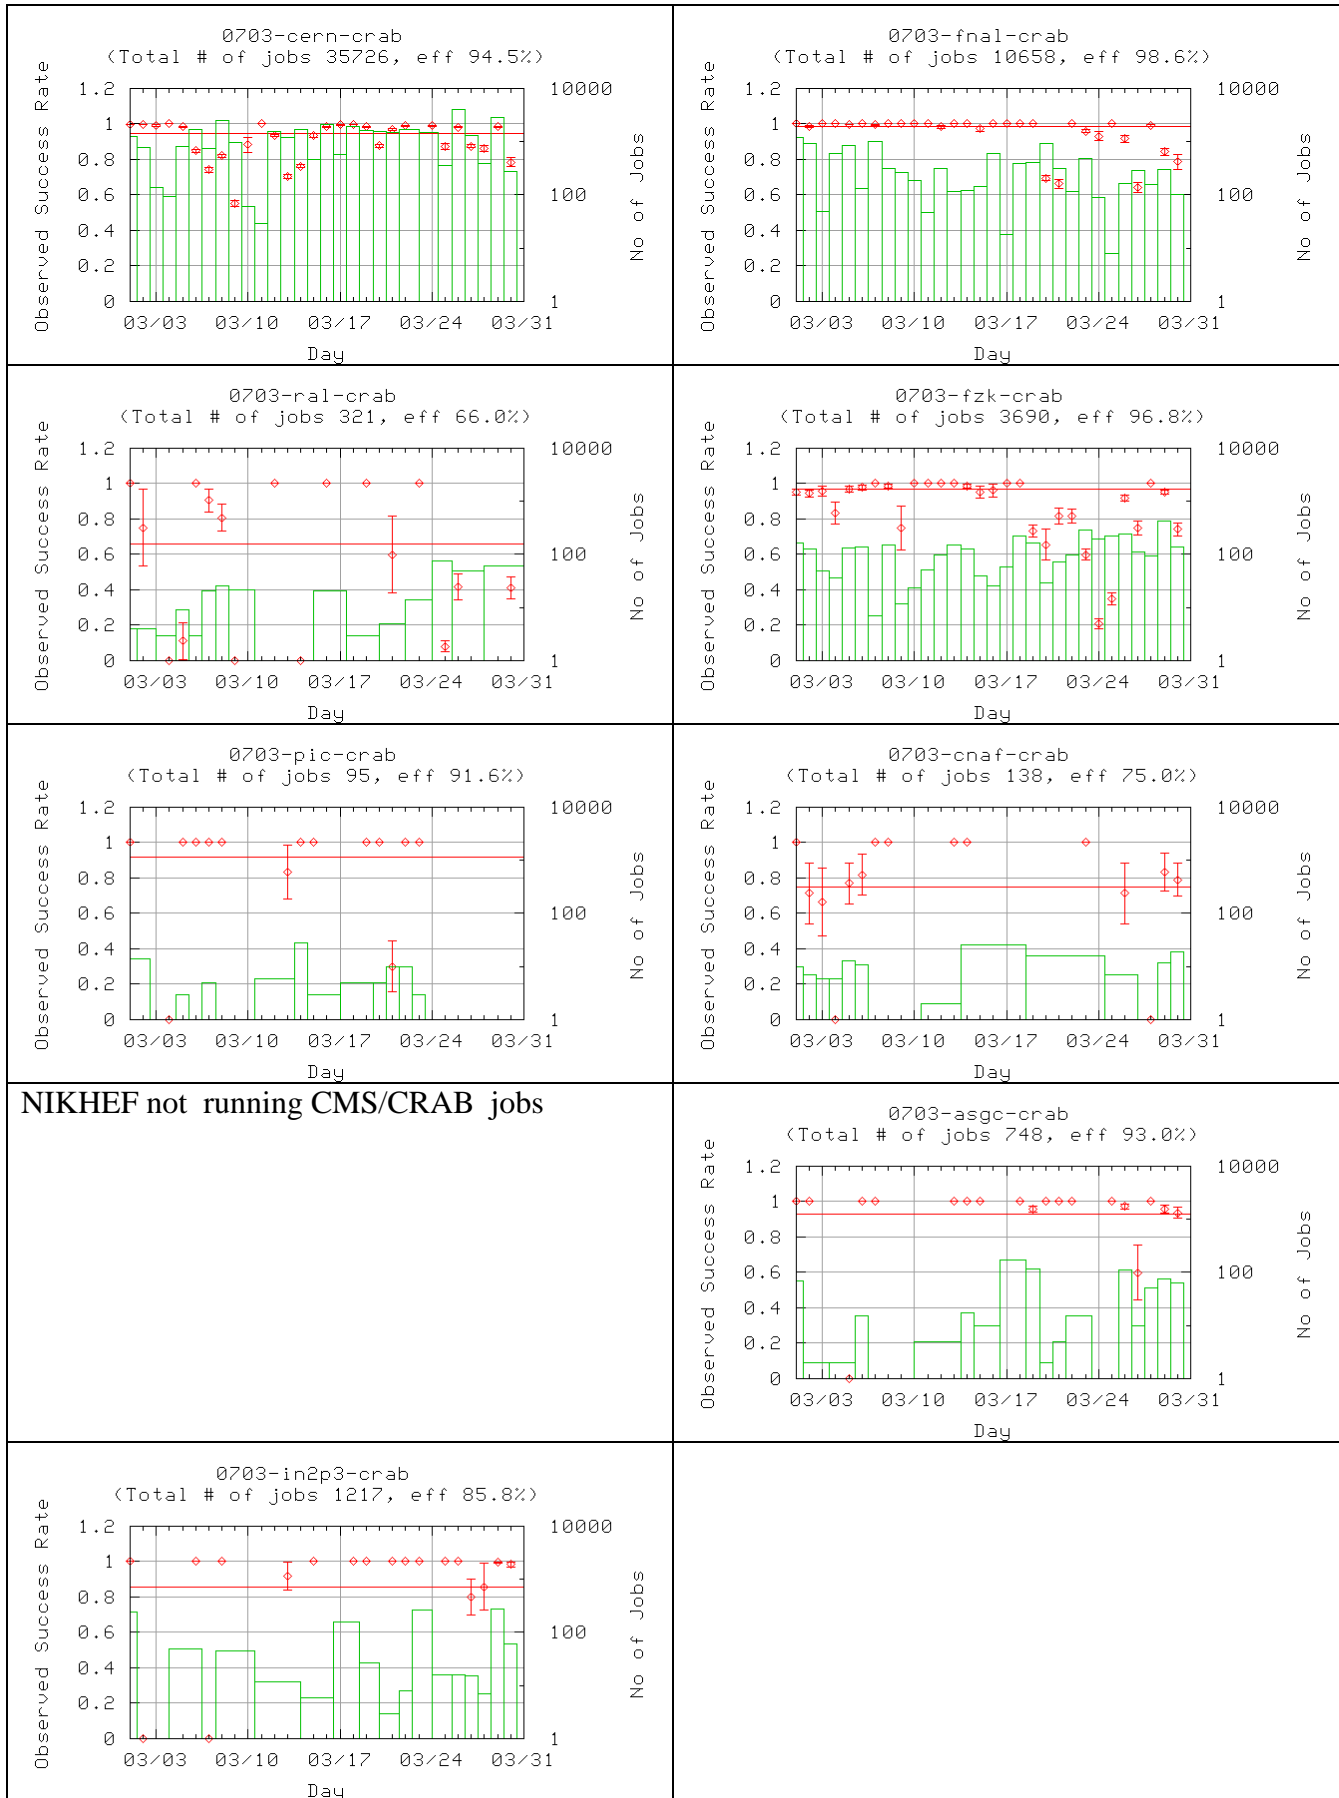 0703-cern-crab
(Total # of jobs 35726, eff 94.5%)
Observed Success Rate
1.2
1
0.8
0.6
0.4
0.2
0
10000
100
1
No of Jobs
03/03 03/10 03/17 03/24 03/31
Day
0703-fnal-crab
(Total # of jobs 10658, eff 98.6%)
Observed Success Rate
1.2
1
0.8
0.6
0.4
0.2
0
10000
100
1
No of Jobs
03/03 03/10 03/17 03/24 03/31
Day
0703-ral-crab
(Total # of jobs 321, eff 66.0%)
Observed Success Rate
1.2
1
0.8
0.6
0.4
0.2
0
10000
100
1
No of Jobs
03/03 03/10 03/17 03/24 03/31
Day
0703-fzk-crab
(Total # of jobs 3690, eff 96.8%)
Observed Success Rate
1.2
1
0.8
0.6
0.4
0.2
0
10000
100
1
No of Jobs
03/03 03/10 03/17 03/24 03/31
Day
0703-pic-crab
(Total # of jobs 95, eff 91.6%)
Observed Success Rate
1.2
1
0.8
0.6
0.4
0.2
0
10000
100
1
No of Jobs
03/03 03/10 03/17 03/24 03/31
Day
0703-cnaf-crab
(Total # of jobs 138, eff 75.0%)
Observed Success Rate
1.2
1
0.8
0.6
0.4
0.2
0
10000
100
1
No of Jobs
03/03 03/10 03/17 03/24 03/31
Day
NIKHEF not running CMS/CRAB jobs
0703-asgc-crab
(Total # of jobs 748, eff 93.0%)
Observed Success Rate
1.2
1
0.8
0.6
0.4
0.2
0
10000
100
1
No of Jobs
03/03 03/10 03/17 03/24 03/31
Day
0703-in2p3-crab
(Total # of jobs 1217, eff 85.8%)
Observed Success Rate
1.2
1
0.8
0.6
0.4
0.2
0
10000
100
1
No of Jobs
03/03 03/10 03/17 03/24 03/31
Day